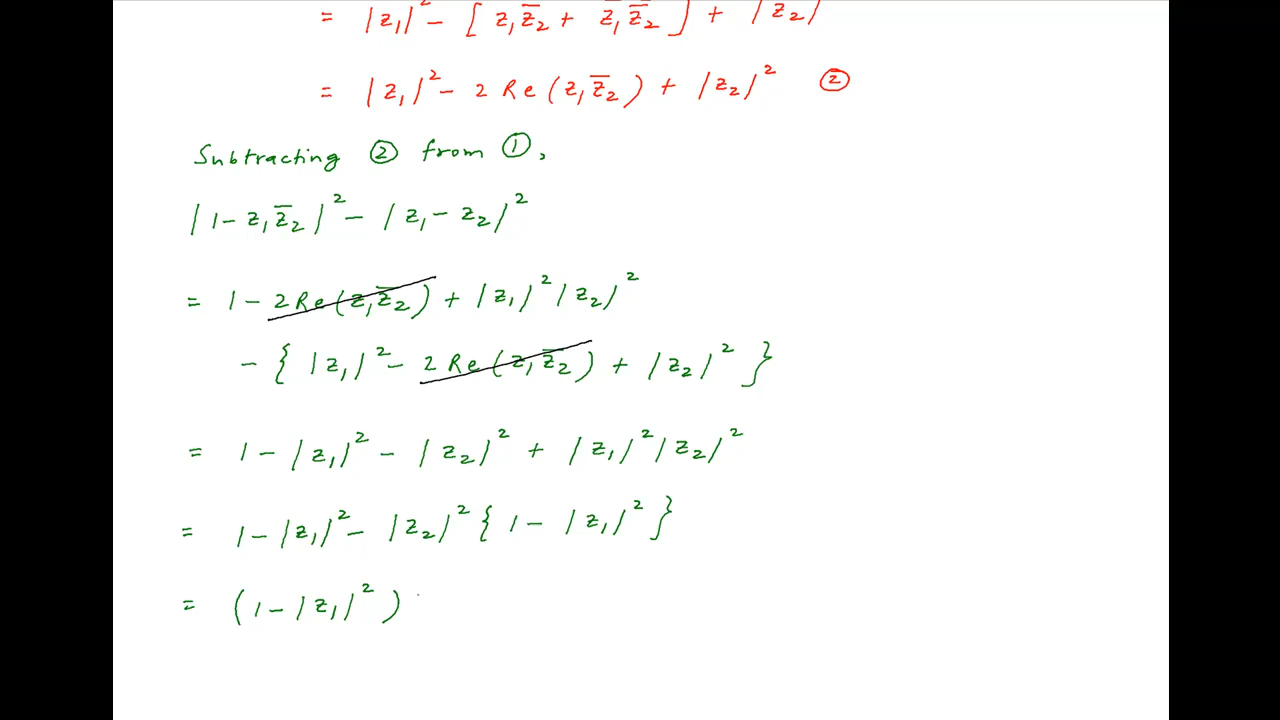 = |z₁|² - [ z₁z̅₂ + z̅₁z̅₂ ] + |z₂|
= |z₁|² - 2 Re(z₁z̅₂) + |z₂|² ②
Subtracting ② from ①,
|1 - z₁z̅₂|² - |z₁ - z₂|²
= 1 - 2Re(z₁z̅₂) + |z₁|²|z₂|²
- { |z₁|² - 2Re(z₁z̅₂) + |z₂|² }
= 1 - |z₁|² - |z₂|² + |z₁|²|z₂|²
= 1 - |z₁|² - |z₂|² { 1 - |z₁|² }
= (1 - |z₁|²)